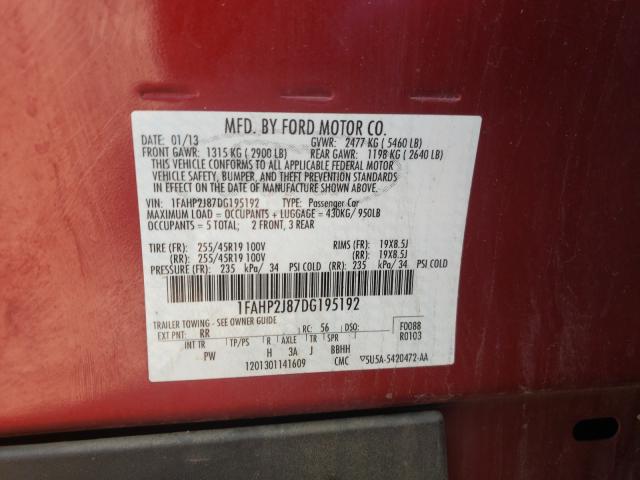 MFD. BY FORD MOTOR CO.
DATE: 01/13 GVWR: 2477 KG ( 5460 LB)
FRONT GAWR: 1315 KG ( 2900 LB) REAR GAWR: 1198 KG ( 2640 LB)
THIS VEHICLE CONFORMS TO ALL APPLICABLE FEDERAL MOTOR
VEHICLE SAFETY, BUMPER, AND THEFT PREVENTION STANDARDS
IN EFFECT ON THE DATE OF MANUFACTURE SHOWN ABOVE.
VIN: 1FAHP2J87DG195192 TYPE: Passenger Car
MAXIMUM LOAD = OCCUPANTS + LUGGAGE = 430KG/ 950LB
OCCUPANTS = 5 TOTAL; 2 FRONT, 3 REAR
TIRE (FR): 255/45R19 100V RIMS (FR): 19X8.5J
(RR): 255/45R19 100V (RR): 19X8.5J
PRESSURE (FR): 235 kPa/ 34 PSI COLD (RR): 235 kPa/ 34 PSI COLD
1FAHP2J87DG195192
TRAILER TOWING - SEE OWNER GUIDE
EXT PNT: RR RC: 56 DSO: F0088
INT TR TP/PS R AXLE TR SPR R0103
PW H 3A J BBHH
1201301141609 CMC 5U5A-5420472-AA